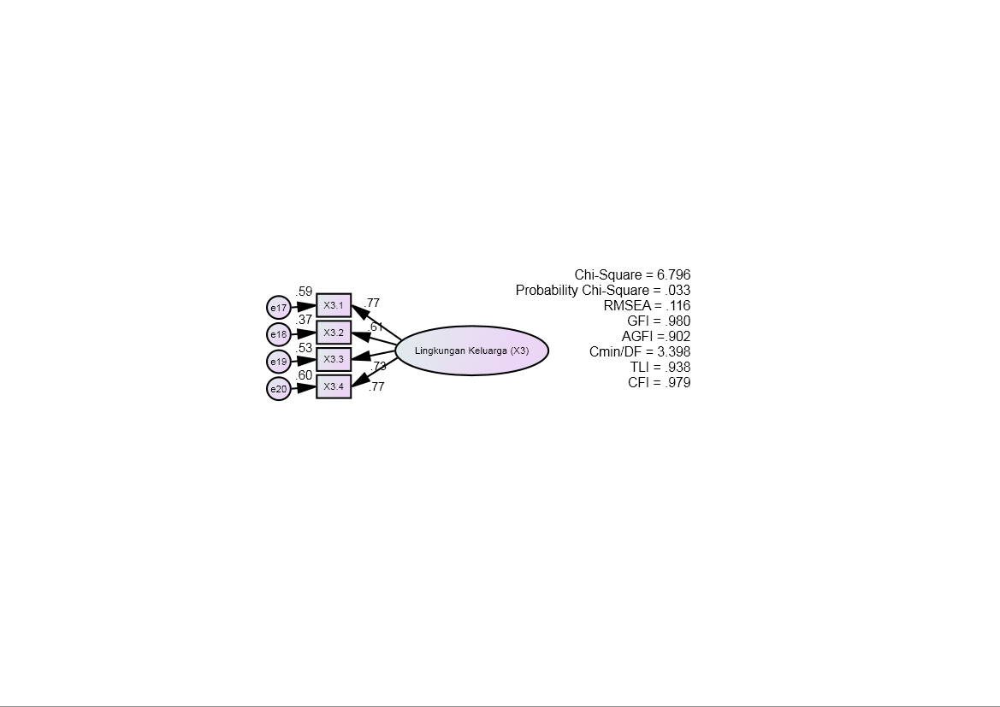 Chi-Square = 6.796
Probability Chi-Square = .033
RMSEA = .116
GFI = .980
AGFI =.902
Cmin/DF = 3.398
TLI = .938
CFI = .979
.59
e17
X3.1
.77
.37
e18
X3.2
.61
.53
e19
X3.3
.73
.60
e20
X3.4
.77
Lingkungan Keluarga (X3)